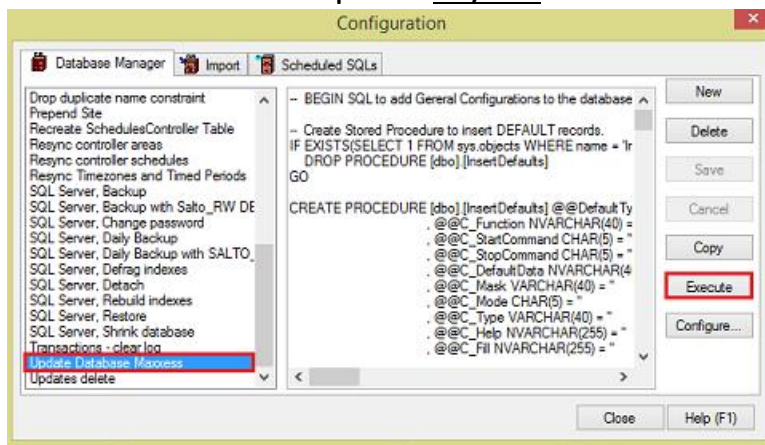 Configuration
Database Manager Import Scheduled SQLs
Drop duplicate name constraint
Prepend Site
Recreate SchedulesController Table
Resync controller areas
Resync controller schedules
Resync Timezones and Timed Periods
SQL Server, Backup
SQL Server, Backup with Salto_RW DE
SQL Server, Change password
SQL Server, Daily Backup
SQL Server, Daily Backup with SALTO_
SQL Server, Defrag indexes
SQL Server, Detach
SQL Server, Rebuild indexes
SQL Server, Restore
SQL Server, Shrink database
Transactions - clear log
Update Database Maxxess
Updates delete
-- BEGIN SQL to add General Configurations to the database
-- Create Stored Procedure to insert DEFAULT records.
IF EXISTS(SELECT 1 FROM sys.objects WHERE name = 'Ir
DROP PROCEDURE [dbo].[InsertDefaults]
GO
CREATE PROCEDURE [dbo].[InsertDefaults] @@DefaultTy
, @@C_Function NVARCHAR(40) =
, @@C_StartCommand CHAR(5) = ''
, @@C_StopCommand CHAR(5) = ''
, @@C_DefaultData NVARCHAR(4
, @@C_Mask VARCHAR(40) = ''
, @@C_Mode CHAR(5) = ''
, @@C_Type VARCHAR(40) = ''
, @@C_Help NVARCHAR(255) = ''
, @@C_Fill NVARCHAR(255) = ''
New
Delete
Save
Cancel
Copy
Execute
Configure...
Close Help (F1)